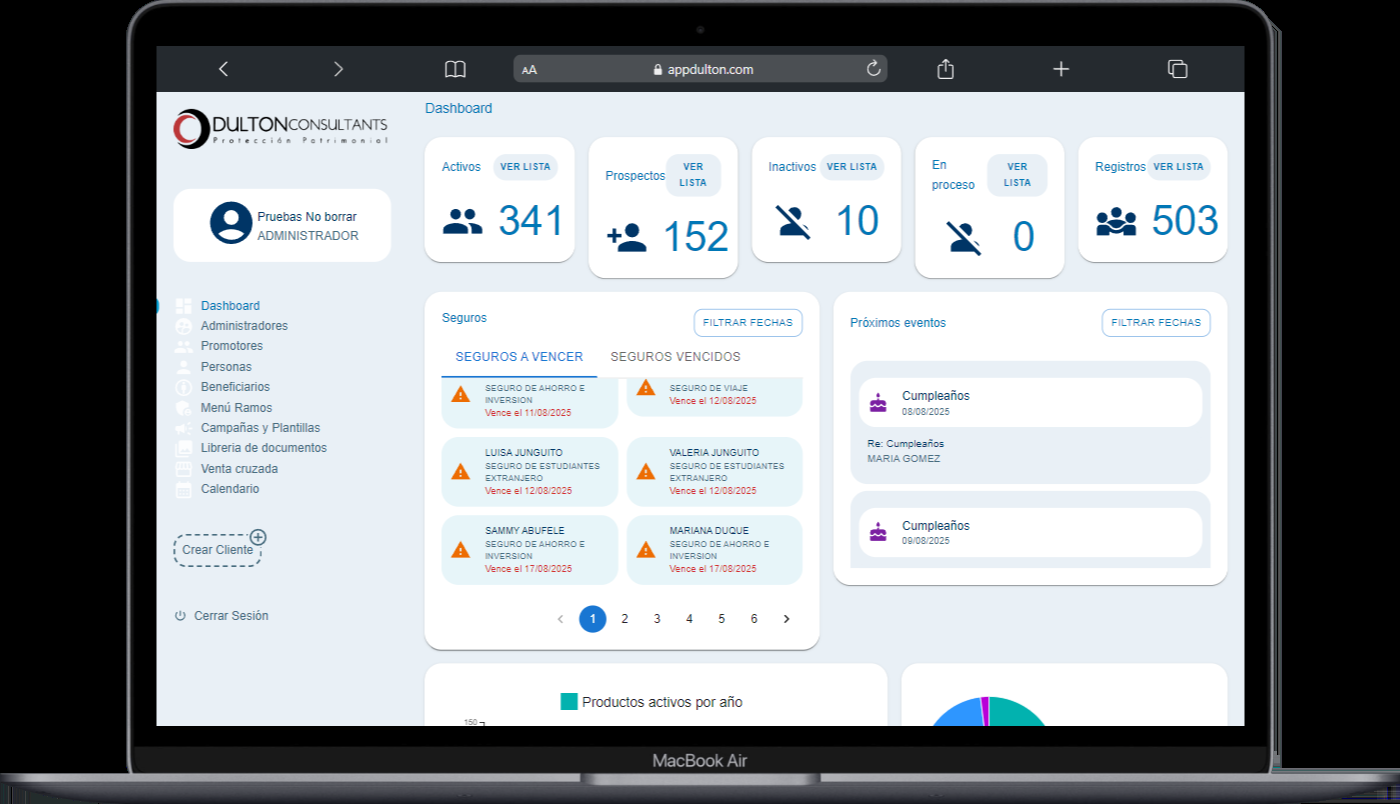 AA
appdulton.com
DULTONCONSULTANTS
Protección Patrimonial
Pruebas No borrar
ADMINISTRADOR
Dashboard
Administradores
Promotores
Personas
Beneficiarios
Menú Ramos
Campañas y Plantillas
Libreria de documentos
Venta cruzada
Calendario
Crear Cliente
Cerrar Sesión
Dashboard
Activos
VER LISTA
341
Prospectos
VER
LISTA
152
Inactivos
VER LISTA
10
En
proceso
VER
LISTA
0
Registros
VER LISTA
503
Seguros
FILTRAR FECHAS
SEGUROS A VENCER
SEGUROS VENCIDOS
SEGURO DE AHORRO E
INVERSION
Vence el 11/08/2025
SEGURO DE VIAJE
Vence el 12/08/2025
LUISA JUNGUITO
SEGURO DE ESTUDIANTES
EXTRANJERO
Vence el 12/08/2025
VALERIA JUNGUITO
SEGURO DE ESTUDIANTES
EXTRANJERO
Vence el 12/08/2025
SAMMY ABUFELE
SEGURO DE AHORRO E
INVERSION
Vence el 17/08/2025
MARIANA DUQUE
SEGURO DE AHORRO E
INVERSION
Vence el 17/08/2025
1 2 3 4 5 6
Próximos eventos
FILTRAR FECHAS
Cumpleaños
08/08/2025
Re: Cumpleaños
MARIA GOMEZ
Cumpleaños
09/08/2025
Productos activos por año
150
MacBook Air